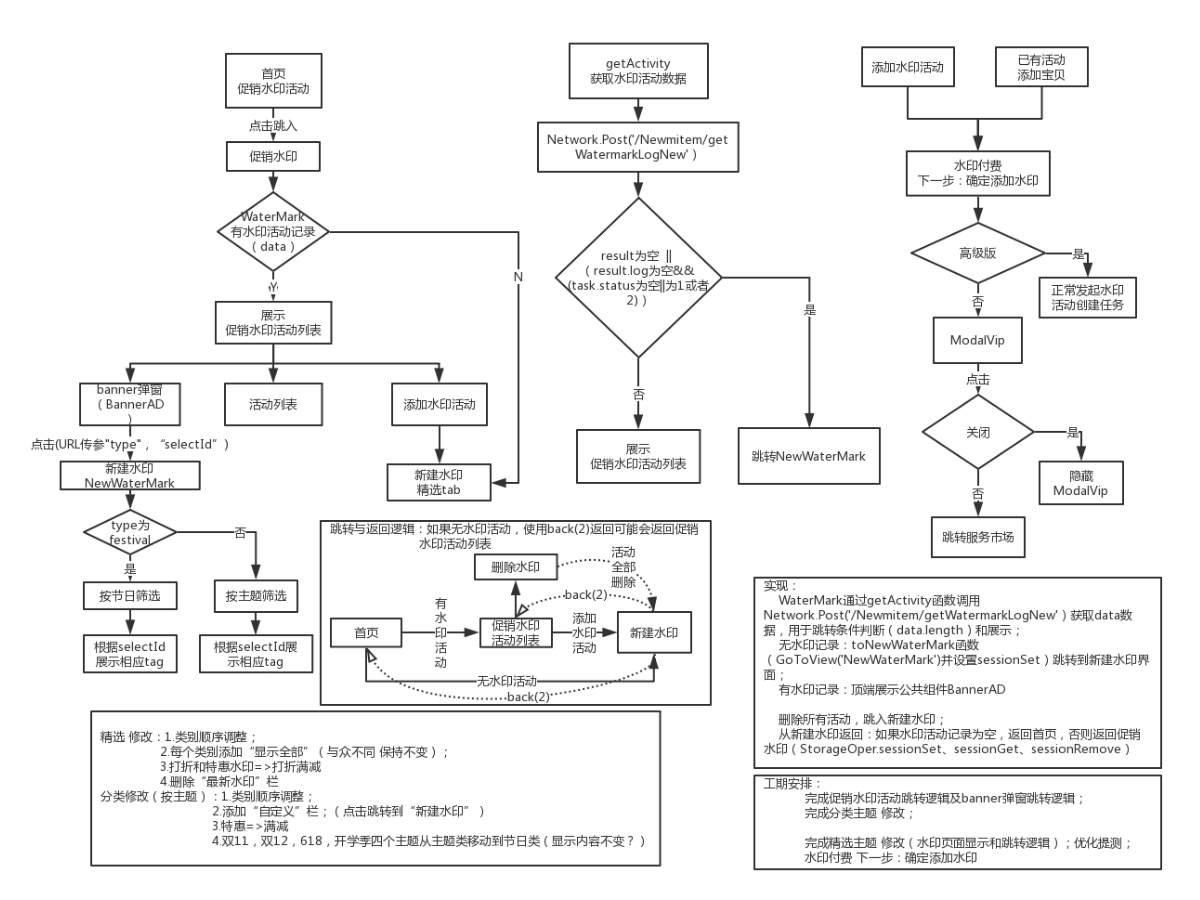 首页
促销水印活动
点击跳入
促销水印
WaterMark
有水印活动记录
（data）
Y
N
展示
促销水印活动列表
banner弹窗
（BannerAD
）
活动列表
添加水印活动
点击(URL传参"type"，“selectId”)
新建水印
NewWaterMark
新建水印
精选tab
type为
festival
否
是
按节日筛选
按主题筛选
根据selectId
展示相应tag
根据selectId展
示相应tag
getActivity
获取水印活动数据
Network.Post('/Newmitem/get
WatermarkLogNew'）
result为空 ||
（result.log为空&&
(task.status为空||为1或者
2)）
是
否
展示
促销水印活动列表
跳转NewWaterMark
添加水印活动
已有活动
添加宝贝
水印付费
下一步：确定添加水印
高级版
是
正常发起水印
活动创建任务
否
ModalVip
点击
关闭
是
隐藏
ModalVip
否
跳转服务市场
跳转与返回逻辑：如果无水印活动，使用back(2)返回可能会返回促销
水印活动列表
删除水印
活动
全部
删除
back(2)
首页
有
水
印
活
动
促销水印
活动列表
添加
水印
活动
新建水印
无水印活动
back(2)
精选 修改：1.类别顺序调整；
2.每个类别添加“显示全部”（与众不同 保持不变）；
3.打折和特惠水印=>打折满减
4.删除“最新水印”栏
分类修改（按主题）：1.类别顺序调整；
2.添加“自定义”栏；（点击跳转到“新建水印”）
3.特惠=>满减
4.双11，双12，618，开学季四个主题从主题类移动到节日类（显示内容不变？）
实现：
WaterMark通过getActivity函数调用
Network.Post('/Newmitem/getWatermarkLogNew'）获取data数
据，用于跳转条件判断（data.length）和展示；
无水印记录：toNewWaterMark函数
（GoToView('NewWaterMark')并设置sessionSet）跳转到新建水印界
面；
有水印记录：顶端展示公共组件BannerAD
删除所有活动，跳入新建水印；
从新建水印返回：如果水印活动记录为空，返回首页，否则返回促销
水印（StorageOper.sessionSet、sessionGet、sessionRemove）
工期安排：
完成促销水印活动跳转逻辑及banner弹窗跳转逻辑；
完成分类主题 修改；
完成精选主题 修改（水印页面显示和跳转逻辑）；优化提测；
水印付费 下一步：确定添加水印